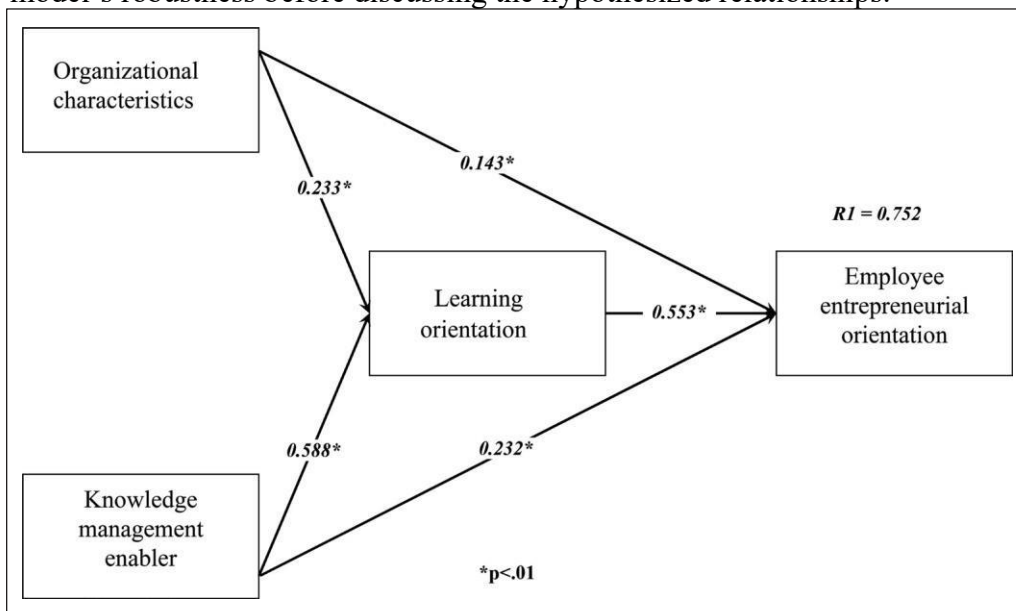 model's robustness before discussing the hypothesized relationships.
Organizational
characteristics
0.143*
0.233*
R1 = 0.752
Learning
orientation
0.553*
Employee
entrepreneurial
orientation
0.588*
0.232*
Knowledge
management
enabler
*p<.01